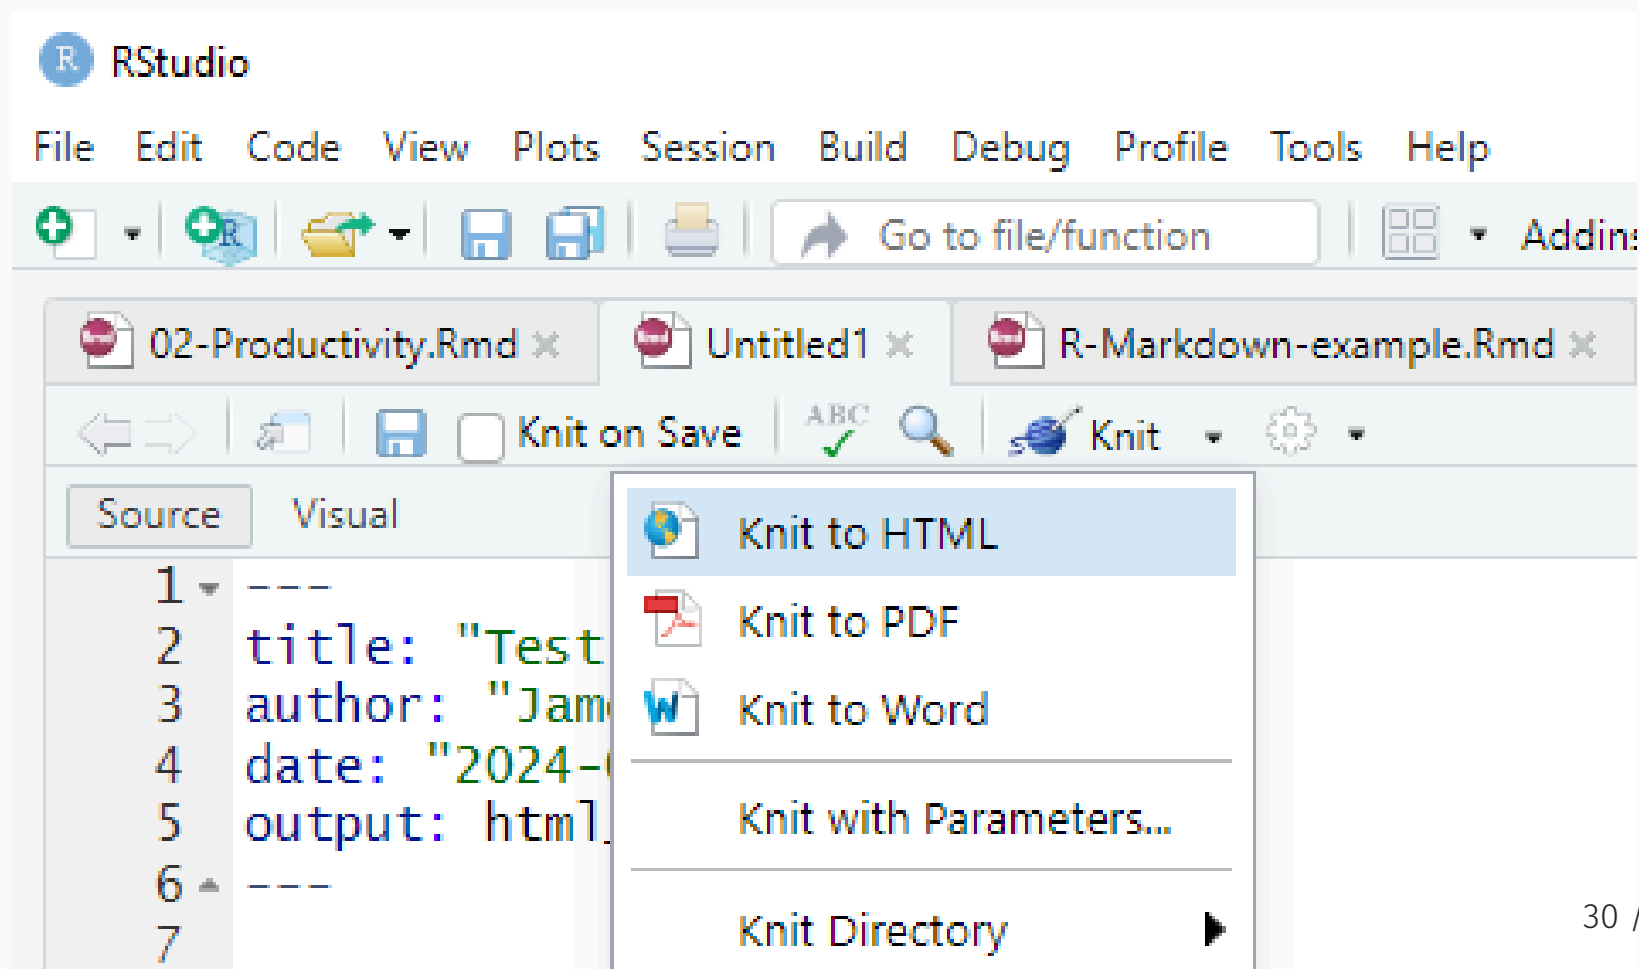 R RStudio
File Edit Code View Plots Session Build Debug Profile Tools Help
R Go to file/function Addins
02-Productivity.Rmd Untitled1 R-Markdown-example.Rmd
Knit on Save ABC Knit
Source Visual
Knit to HTML
Knit to PDF
W Knit to Word
Knit with Parameters...
Knit Directory
1 ---
2 title: "Test
3 author: "Jam
4 date: "2024-
5 output: html_
6 ---
7
30 /